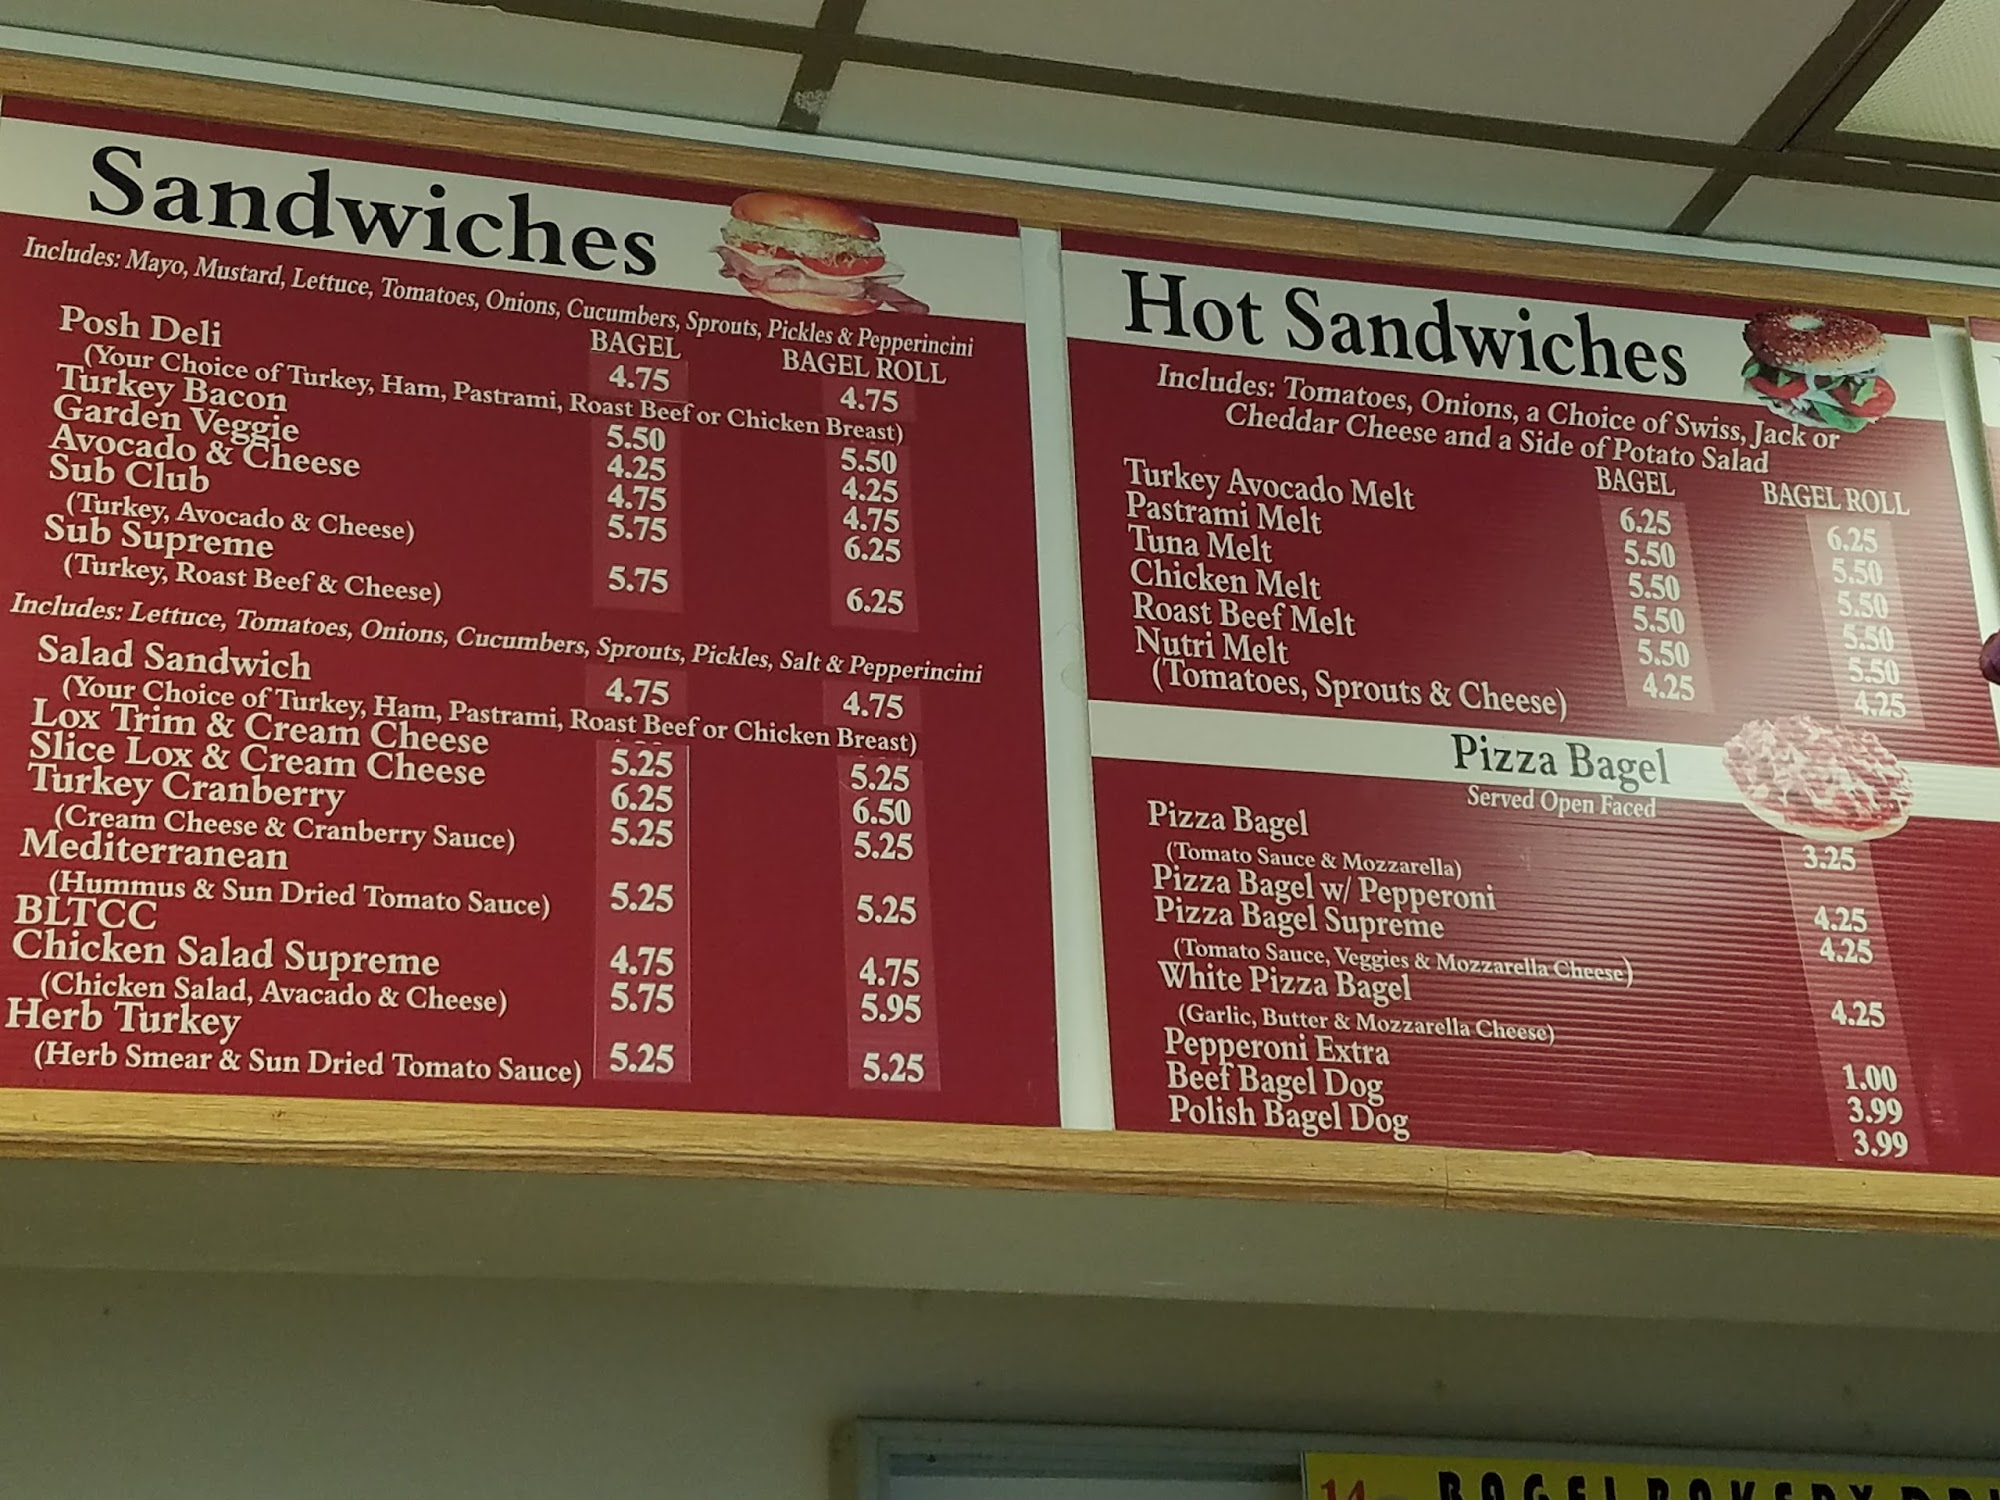 Sandwiches
Includes: Mayo, Mustard, Lettuce, Tomatoes, Onions, Cucumbers, Sprouts, Pickles & Pepperincini
BAGEL BAGEL ROLL
Posh Deli 4.75 4.75
(Your Choice of Turkey, Ham, Pastrami, Roast Beef or Chicken Breast)
Turkey Bacon 5.50 5.50
Garden Veggie 4.25 4.25
Avocado & Cheese 4.75 4.75
Sub Club 5.75 6.25
(Turkey, Avocado & Cheese)
Sub Supreme 5.75 6.25
(Turkey, Roast Beef & Cheese)
Includes: Lettuce, Tomatoes, Onions, Cucumbers, Sprouts, Pickles, Salt & Pepperincini
Salad Sandwich 4.75 4.75
(Your Choice of Turkey, Ham, Pastrami, Roast Beef or Chicken Breast)
Lox Trim & Cream Cheese 5.25 5.25
Slice Lox & Cream Cheese 6.25 6.50
Turkey Cranberry 5.25 5.25
(Cream Cheese & Cranberry Sauce)
Mediterranean 5.25 5.25
(Hummus & Sun Dried Tomato Sauce)
BLTCC 4.75 4.75
Chicken Salad Supreme 5.75 5.95
(Chicken Salad, Avacado & Cheese)
Herb Turkey 5.25 5.25
(Herb Smear & Sun Dried Tomato Sauce)
Hot Sandwiches
Includes: Tomatoes, Onions, a Choice of Swiss, Jack or
Cheddar Cheese and a Side of Potato Salad
BAGEL BAGEL ROLL
Turkey Avocado Melt 6.25 6.25
Pastrami Melt 5.50 5.50
Tuna Melt 5.50 5.50
Chicken Melt 5.50 5.50
Roast Beef Melt 5.50 5.50
Nutri Melt 4.25 4.25
(Tomatoes, Sprouts & Cheese)
Pizza Bagel
Served Open Faced
Pizza Bagel 3.25
(Tomato Sauce & Mozzarella)
Pizza Bagel w/ Pepperoni 4.25
Pizza Bagel Supreme 4.25
(Tomato Sauce, Veggies & Mozzarella Cheese)
White Pizza Bagel 4.25
(Garlic, Butter & Mozzarella Cheese)
Pepperoni Extra 1.00
Beef Bagel Dog 3.99
Polish Bagel Dog 3.99
14 BAGEL BAKERY